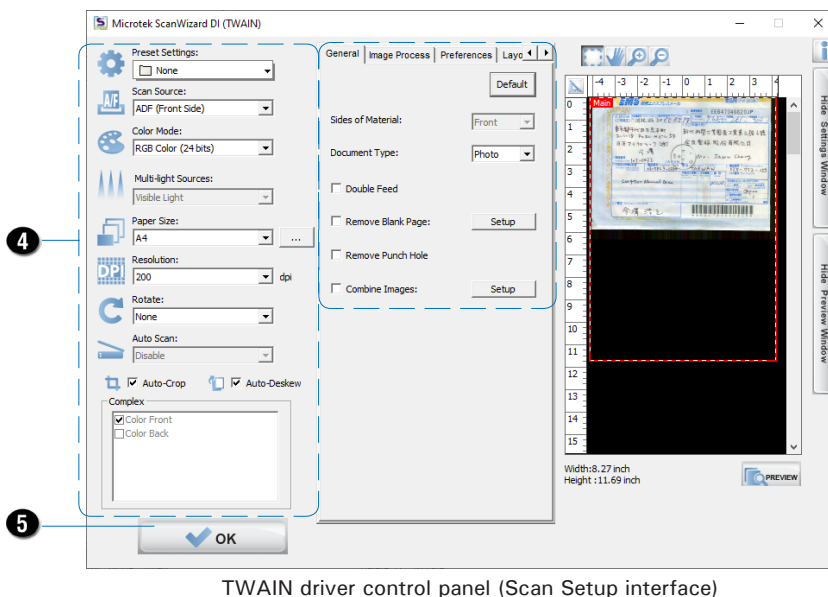 Microtek ScanWizard DI (TWAIN)
Preset Settings:
None
Scan Source:
ADF (Front Side)
Color Mode:
RGB Color (24 bits)
Multi-light Sources:
Visible Light
Paper Size:
A4
...
Resolution:
200
dpi
Rotate:
None
Auto Scan:
Disable
Auto-Crop
Auto-Deskew
Complex
Color Front
Color Back
OK
4
5
General
Image Process
Preferences
Layo
Default
Sides of Material:
Front
Document Type:
Photo
Double Feed
Remove Blank Page:
Setup
Remove Punch Hole
Combine Images:
Setup
-4 -3 -2 -1 0 1 2 3 4
0
1
2
3
4
5
6
7
8
9
10
11
12
13
14
15
Main
EMS
Width:8.27 inch
Height :11.69 inch
PREVIEW
Hide Settings Window
Hide Preview Window
DPI
A/F
TWAIN driver control panel (Scan Setup interface)